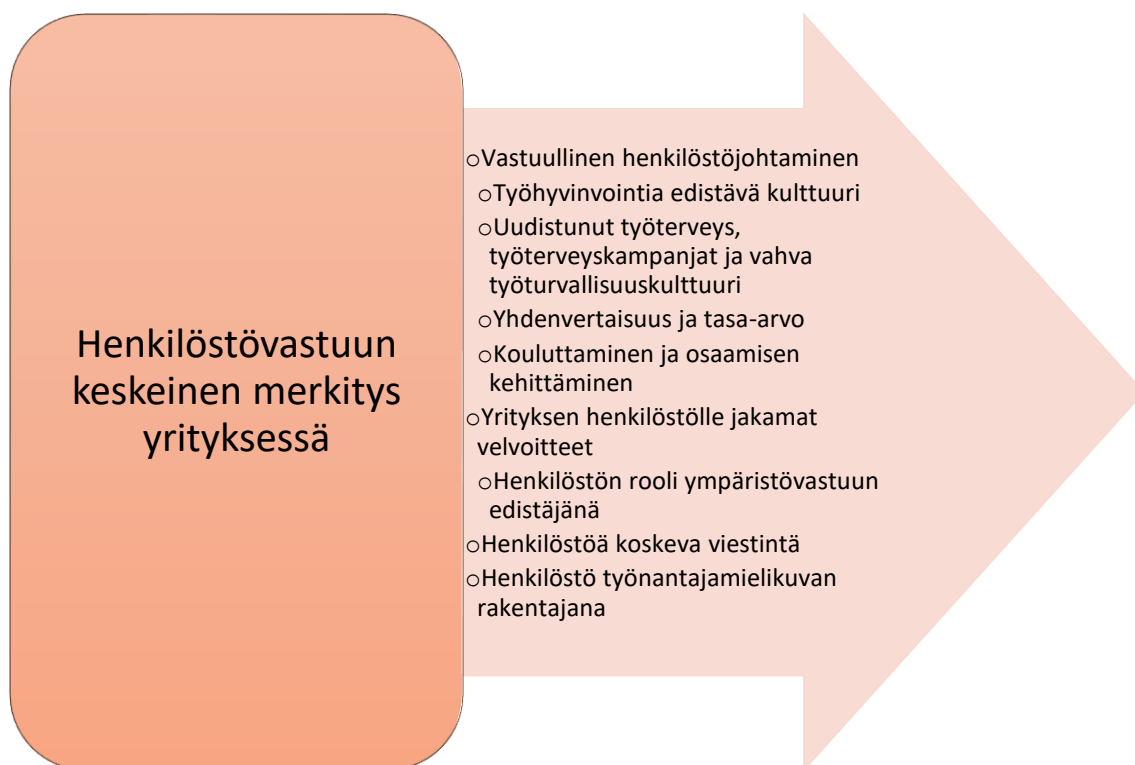 Henkilöstövastuun
keskeinen merkitys
yrityksessä
oVastuullinen henkilöstöjohtaminen
oTyöhyvinvointia edistävä kulttuuri
oUudistunut työterveys,
työterveyskampanjat ja vahva
työturvallisuuskulttuuri
oYhdenvertaisuus ja tasa-arvo
oKouluttaminen ja osaamisen
kehittäminen
oYrityksen henkilöstölle jakamat
velvoitteet
oHenkilöstön rooli ympäristövastuun
edistäjänä
oHenkilöstöä koskeva viestintä
oHenkilöstö työnantajamielikuvan
rakentajana